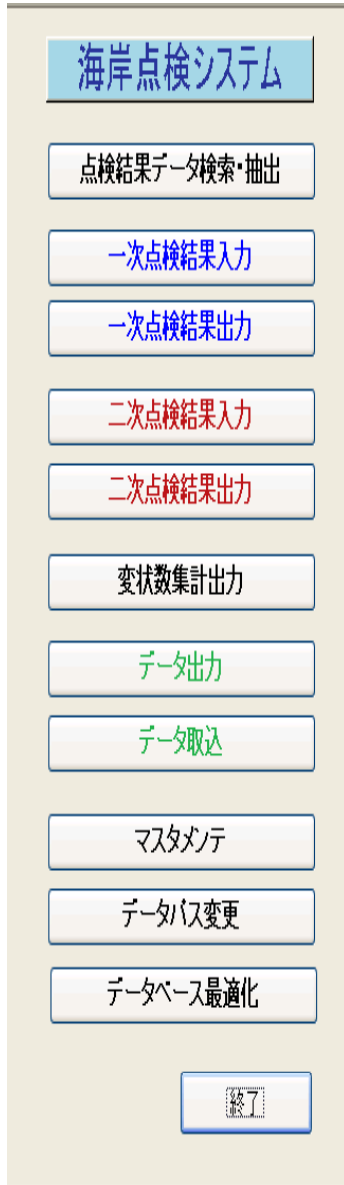 海岸点検システム
点検結果データ検索・抽出
一次点検結果入力
一次点検結果出力
二次点検結果入力
二次点検結果出力
変状数集計出力
データ出力
データ取込
マスタメンテ
データパス変更
データベース最適化
終了